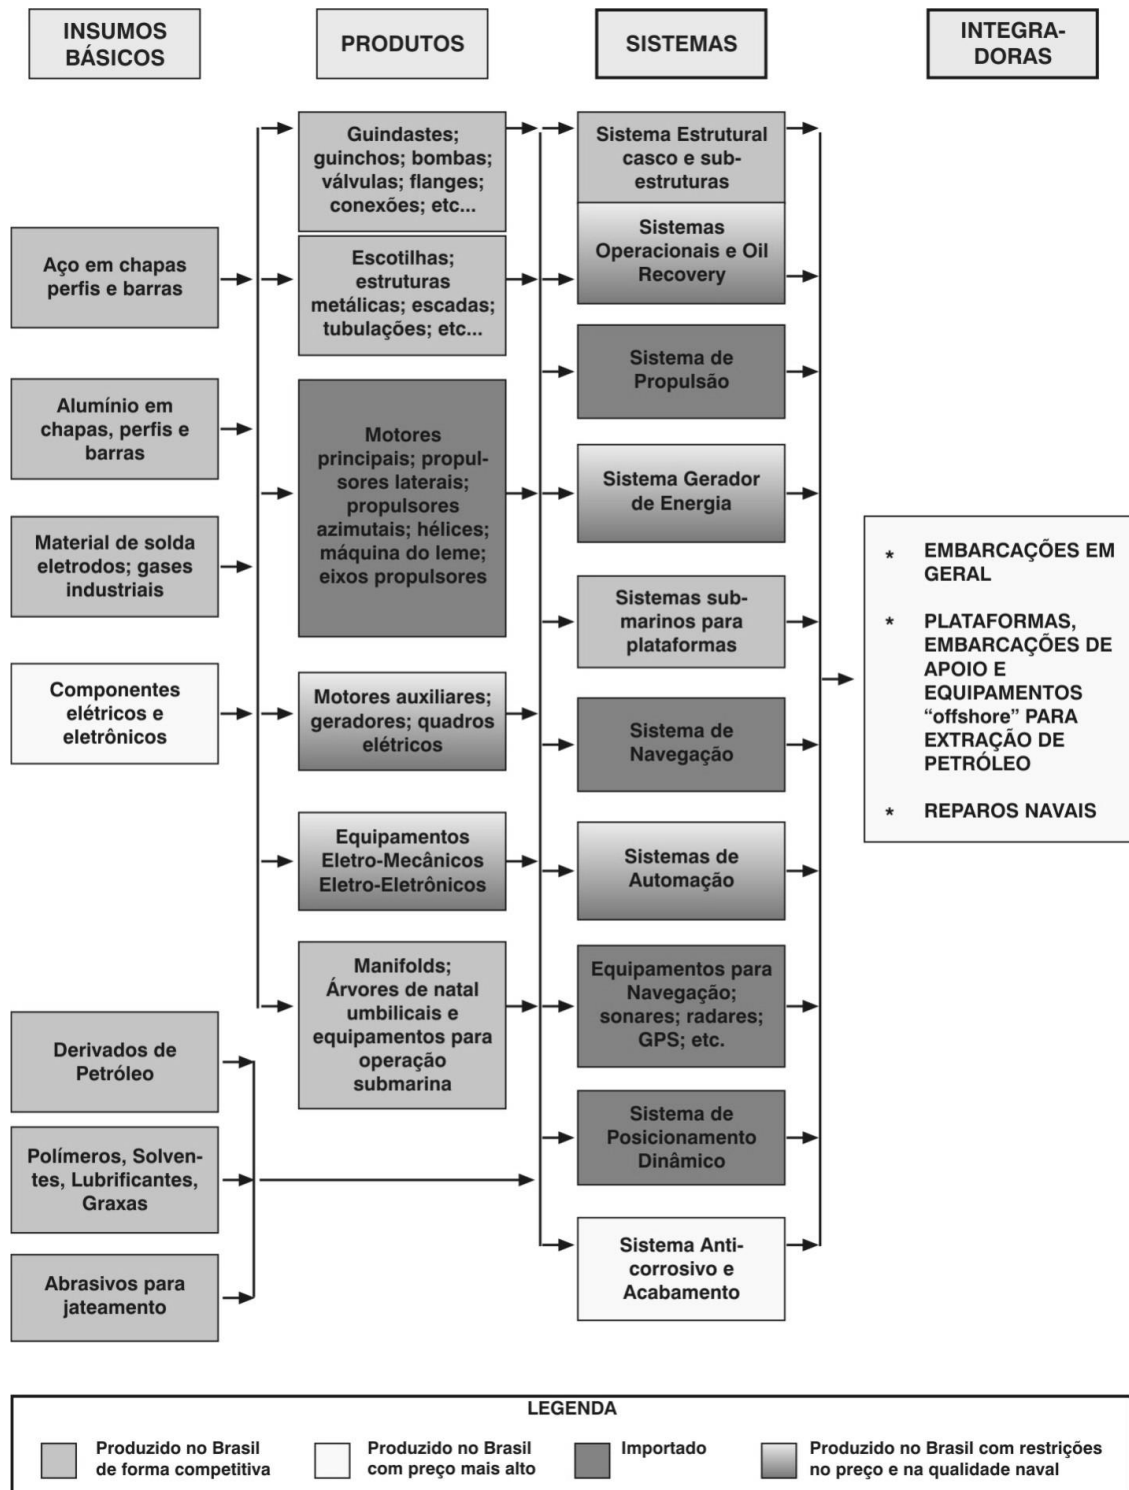 INSUMOS
BÁSICOS
PRODUTOS
SISTEMAS
INTEGRA-
DORAS
Aço em chapas
perfis e barras
Alumínio em
chapas, perfis e
barras
Material de solda
eletrodos; gases
industriais
Componentes
elétricos e
eletrônicos
Derivados de
Petróleo
Polímeros, Solven-
tes, Lubrificantes,
Graxas
Abrasivos para
jateamento
Guindastes;
guinchos; bombas;
válvulas; flanges;
conexões; etc...
Escotilhas;
estruturas
metálicas; escadas;
tubulações; etc...
Motores
principais; propul-
sores laterais;
propulsores
azimutais; hélices;
máquina do leme;
eixos propulsores
Motores auxiliares;
geradores; quadros
elétricos
Equipamentos
Eletro-Mecânicos
Eletro-Eletrônicos
Manifolds;
Árvores de natal
umbilicais e
equipamentos para
operação
submarina
Sistema Estrutural
casco e sub-
estruturas
Sistemas
Operacionais e Oil
Recovery
Sistema de
Propulsão
Sistema Gerador
de Energia
Sistemas sub-
marinos para
plataformas
Sistema de
Navegação
Sistemas de
Automação
Equipamentos para
Navegação;
sonares; radares;
GPS; etc.
Sistema de
Posicionamento
Dinâmico
Sistema Anti-
corrosivo e
Acabamento
* EMBARCAÇÕES EM
GERAL
* PLATAFORMAS,
EMBARCAÇÕES DE
APOIO E
EQUIPAMENTOS
“offshore” PARA
EXTRAÇÃO DE
PETRÓLEO
* REPAROS NAVAIS
LEGENDA
Produzido no Brasil
de forma competitiva
Produzido no Brasil
com preço mais alto
Importado
Produzido no Brasil com restrições
no preço e na qualidade naval